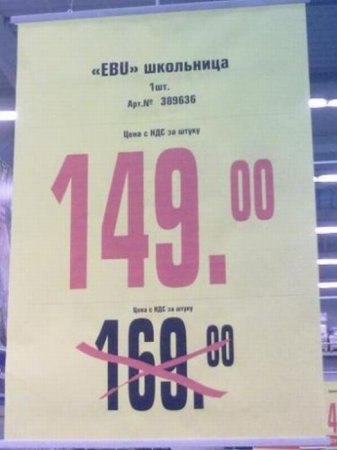 «EBU» школьница
1шт.
Арт.№ 389636
Цена с НДС за штуку
149.00
Цена с НДС за штуку
169.00